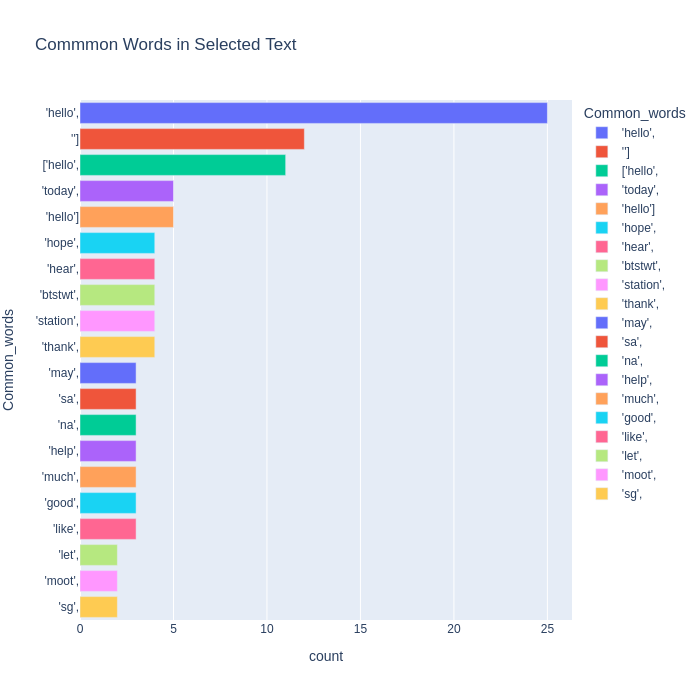 Commmon Words in Selected Text
Common_words
'hello',
'']
['hello',
'today',
'hello']
'hope',
'hear',
'btstwt',
'station',
'thank',
'may',
'sa',
'na',
'help',
'much',
'good',
'like',
'let',
'moot',
'sg',
0 5 10 15 20 25
count
Common_words
'hello',
'']
['hello',
'today',
'hello']
'hope',
'hear',
'btstwt',
'station',
'thank',
'may',
'sa',
'na',
'help',
'much',
'good',
'like',
'let',
'moot',
'sg',